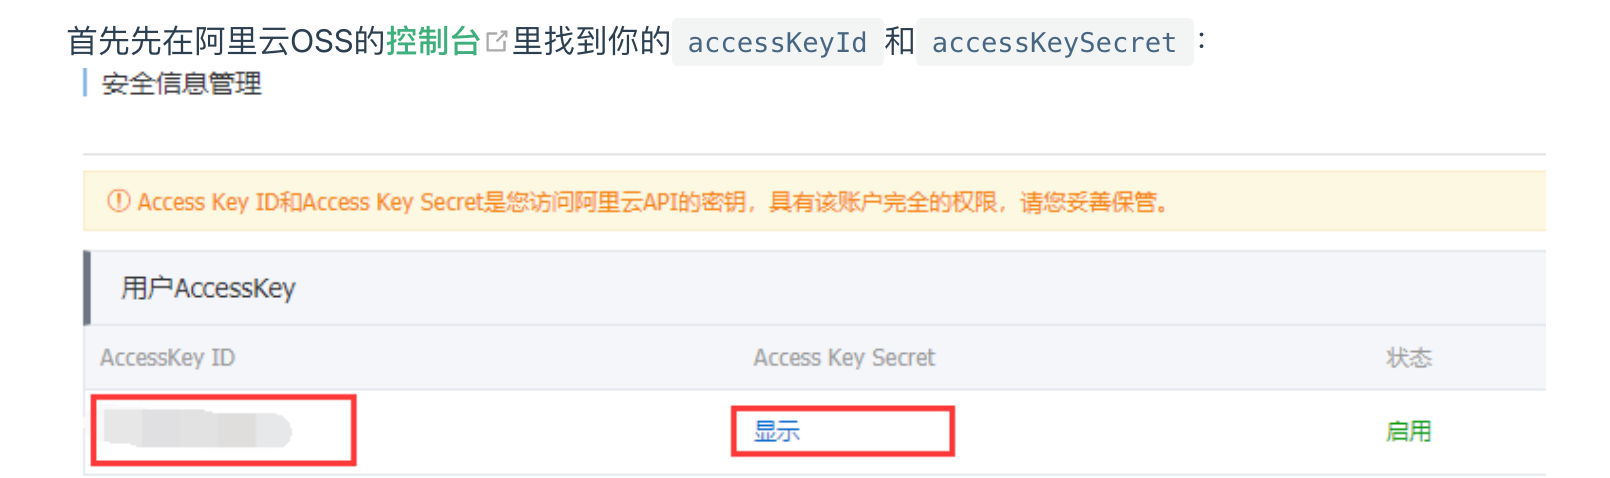 首先先在阿里云OSS的控制台里找到你的 accessKeyId 和 accessKeySecret ：
安全信息管理
Access Key ID和Access Key Secret是您访问阿里云API的密钥，具有该账户完全的权限，请您妥善保管。
用户AccessKey
AccessKey ID Access Key Secret 状态
显示 启用